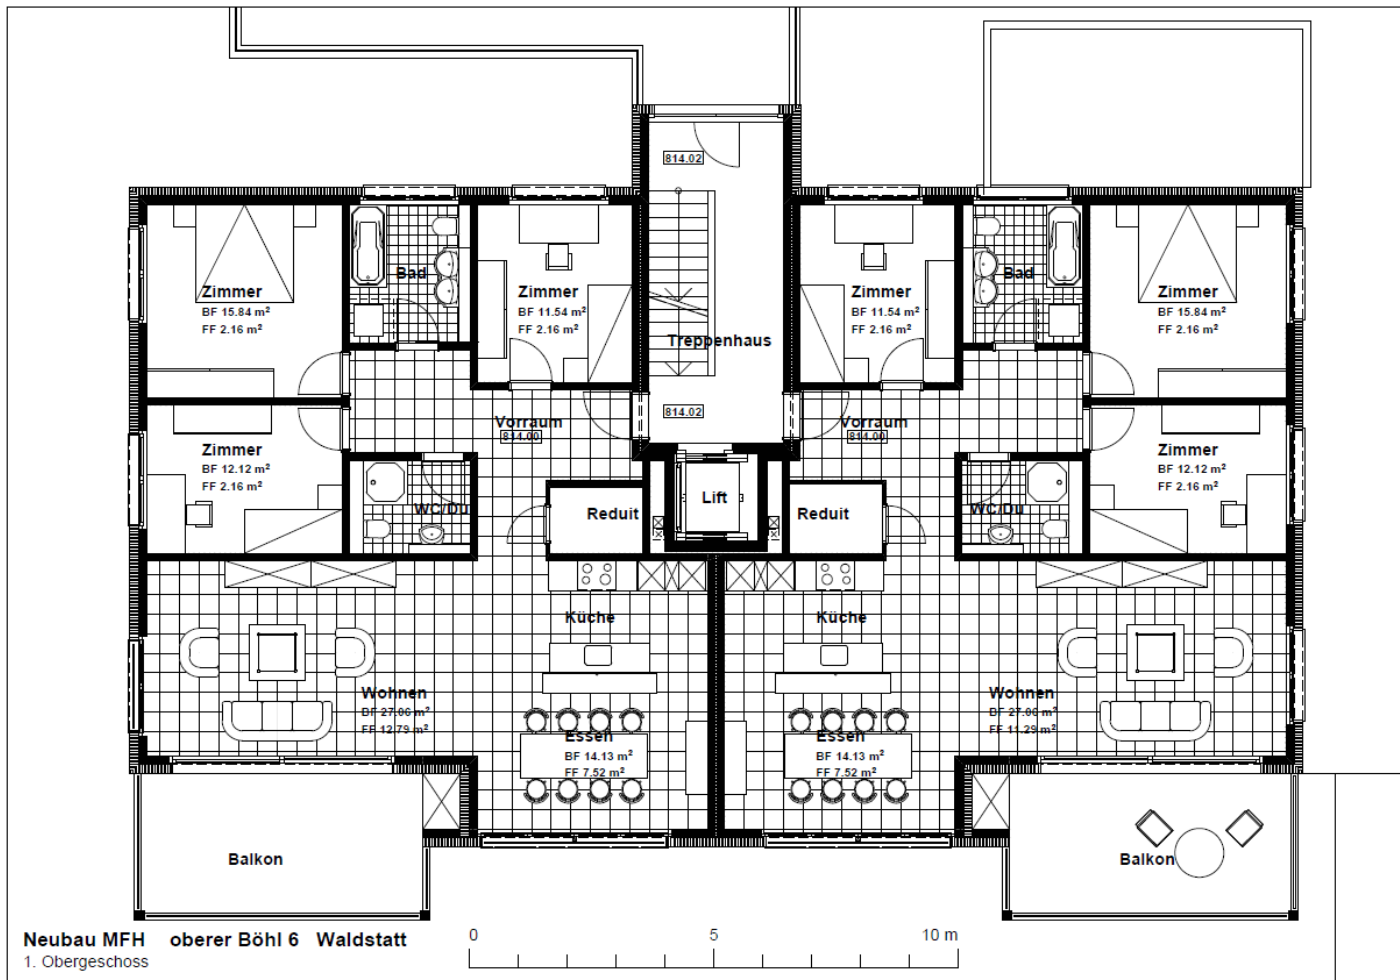 814.02
Bad
Bad
Zimmer
BF 15.84 m²
FF 2.16 m²
Zimmer
BF 11.54 m²
FF 2.16 m²
Zimmer
BF 11.54 m²
FF 2.16 m²
Zimmer
BF 15.84 m²
FF 2.16 m²
Treppenhaus
814.02
Vorraum
814.00
Vorraum
814.00
Zimmer
BF 12.12 m²
FF 2.16 m²
Zimmer
BF 12.12 m²
FF 2.16 m²
WC/Du
Reduit
Lift
Reduit
WC/Du
Küche
Küche
Wohnen
BF 27.06 m²
FF 12.79 m²
Wohnen
BF 27.06 m²
FF 11.29 m²
Essen
BF 14.13 m²
FF 7.52 m²
Essen
BF 14.13 m²
FF 7.52 m²
Balkon
Balkon
Neubau MFH oberer Böhl 6 Waldstatt
1. Obergeschoss
0 5 10 m